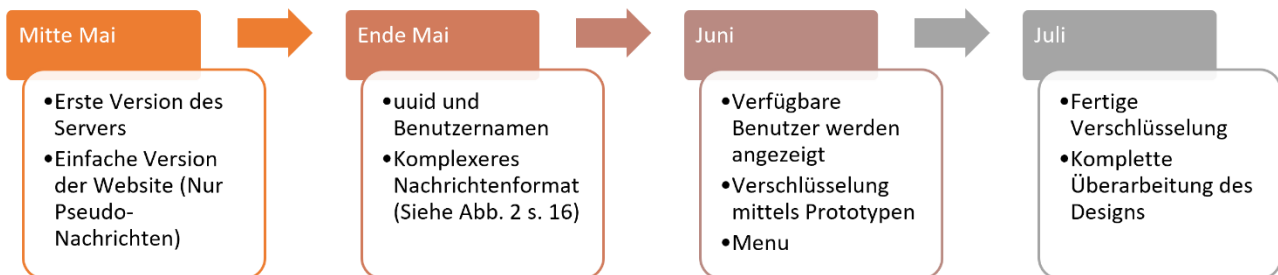 Mitte Mai
•Erste Version des
Servers
•Einfache Version
der Website (Nur
Pseudo-
Nachrichten)
Ende Mai
•uuid und
Benutzernamen
•Komplexeres
Nachrichtenformat
(Siehe Abb. 2 s. 16)
Juni
•Verfügbare
Benutzer werden
angezeigt
•Verschlüsselung
mittels Prototypen
•Menu
Juli
•Fertige
Verschlüsselung
•Komplette
Überarbeitung des
Designs